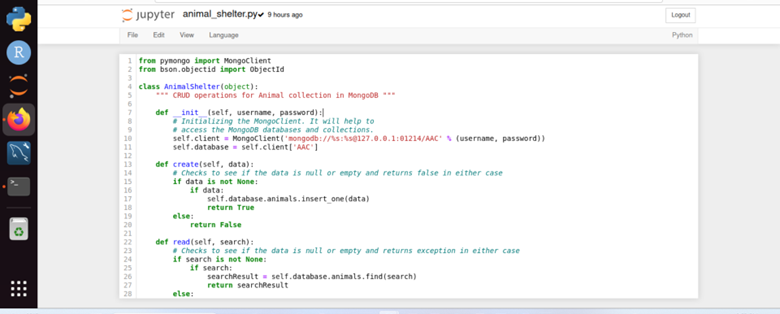 jupyter animal_shelter.py✔ 9 hours ago
Logout
File Edit View Language
Python
1 from pymongo import MongoClient
2 from bson.objectid import ObjectId
3
4 class AnimalShelter(object):
5     """ CRUD operations for Animal collection in MongoDB """
6
7     def __init__(self, username, password):
8         # Initializing the MongoClient. It will help to
9         # access the MongoDB databases and collections.
10         self.client = MongoClient('mongodb://%s:%s@127.0.0.1:01214/AAC' % (username, password))
11         self.database = self.client['AAC']
12
13     def create(self, data):
14         # Checks to see if the data is null or empty and returns false in either case
15         if data is not None:
16             if data:
17                 self.database.animals.insert_one(data)
18                 return True
19         else:
20             return False
21
22     def read(self, search):
23         # Checks to see if the data is null or empty and returns exception in either case
24         if search is not None:
25             if search:
26                 searchResult = self.database.animals.find(search)
27                 return searchResult
28         else:
R